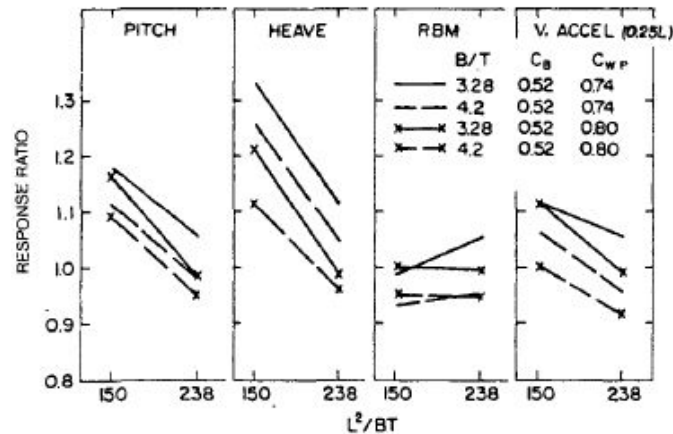 PITCH
HEAVE
RBM
V. ACCEL (0.25L)
B/T C_B C_WP
3.28 0.52 0.74
4.2 0.52 0.74
3.28 0.52 0.80
4.2 0.52 0.80
RESPONSE RATIO
1.3
1.2
1.1
1.0
0.9
0.8
150 238 150 238 150 238 150 238
L²/BT